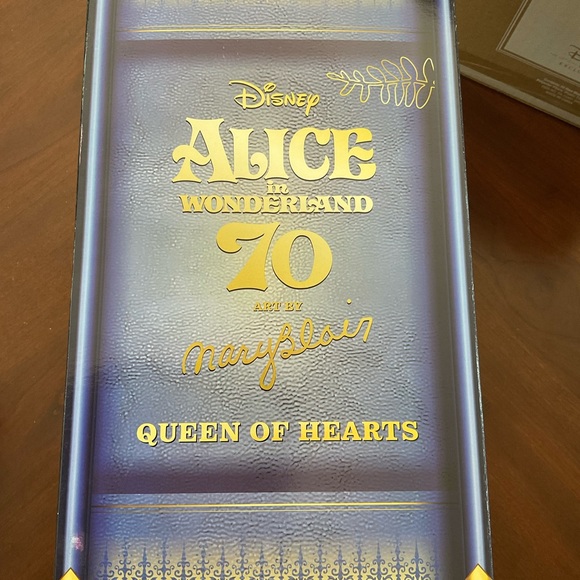 Disney
ALICE
in
WONDERLAND
70
ART BY
Mary Blair
QUEEN OF HEARTS